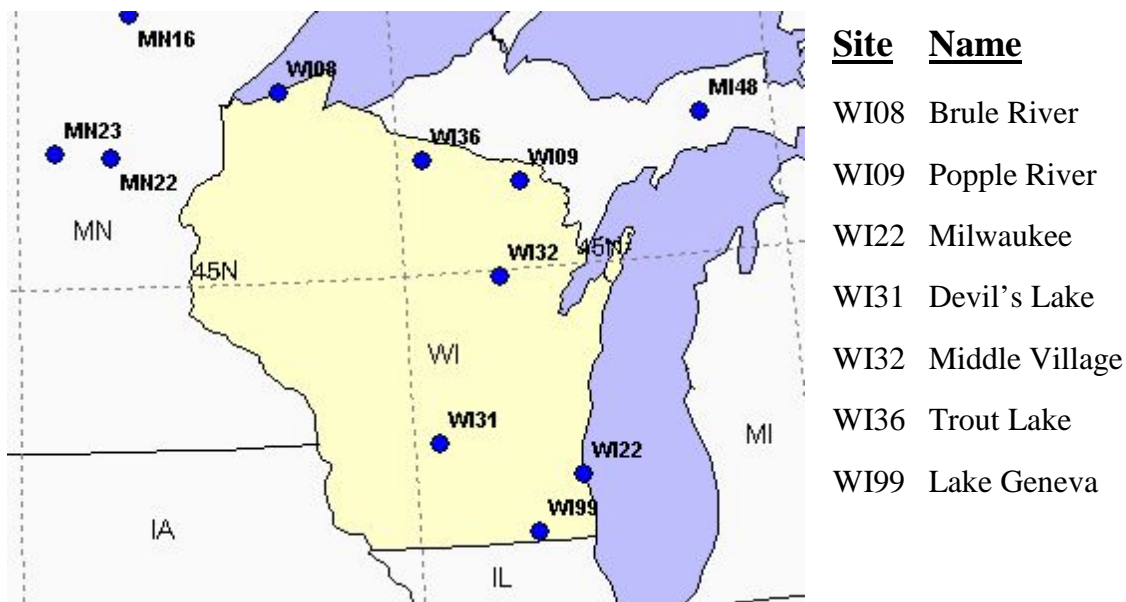 MN16
WI08
MI48
MN23
WI36
WI09
MN22
MN
WI32
45N
45N
WI
WI31
WI22
MI
WI99
IA
IL
Site Name
WI08 Brule River
WI09 Popple River
WI22 Milwaukee
WI31 Devil’s Lake
WI32 Middle Village
WI36 Trout Lake
WI99 Lake Geneva